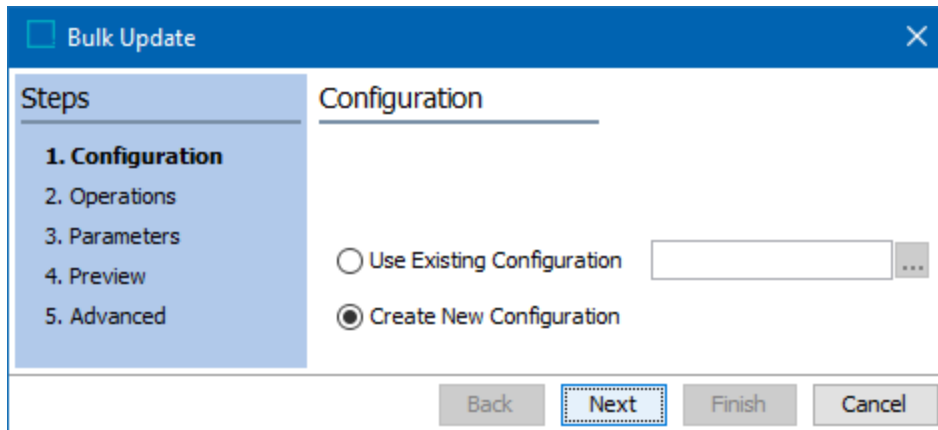 Bulk Update
Steps
1. Configuration
2. Operations
3. Parameters
4. Preview
5. Advanced
Configuration
Use Existing Configuration
...
Create New Configuration
Back
Next
Finish
Cancel